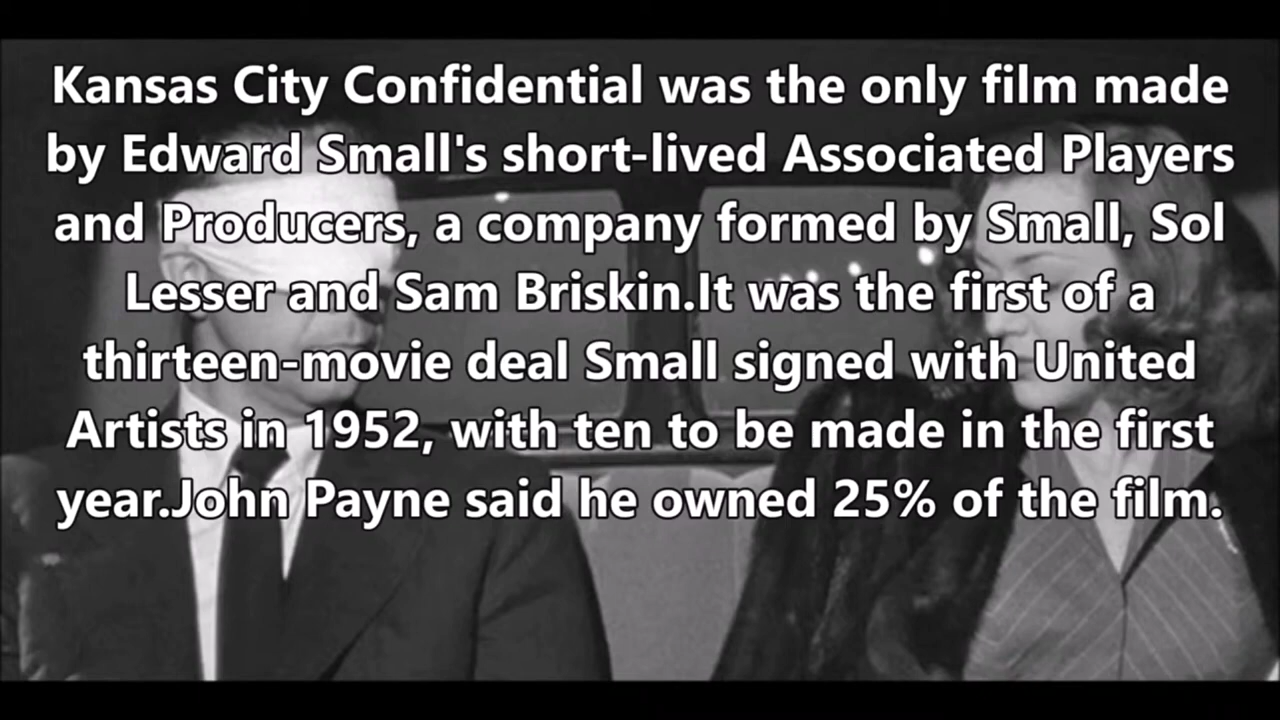 Kansas City Confidential was the only film made
by Edward Small's short-lived Associated Players
and Producers, a company formed by Small, Sol
Lesser and Sam Briskin.It was the first of a
thirteen-movie deal Small signed with United
Artists in 1952, with ten to be made in the first
year.John Payne said he owned 25% of the film.